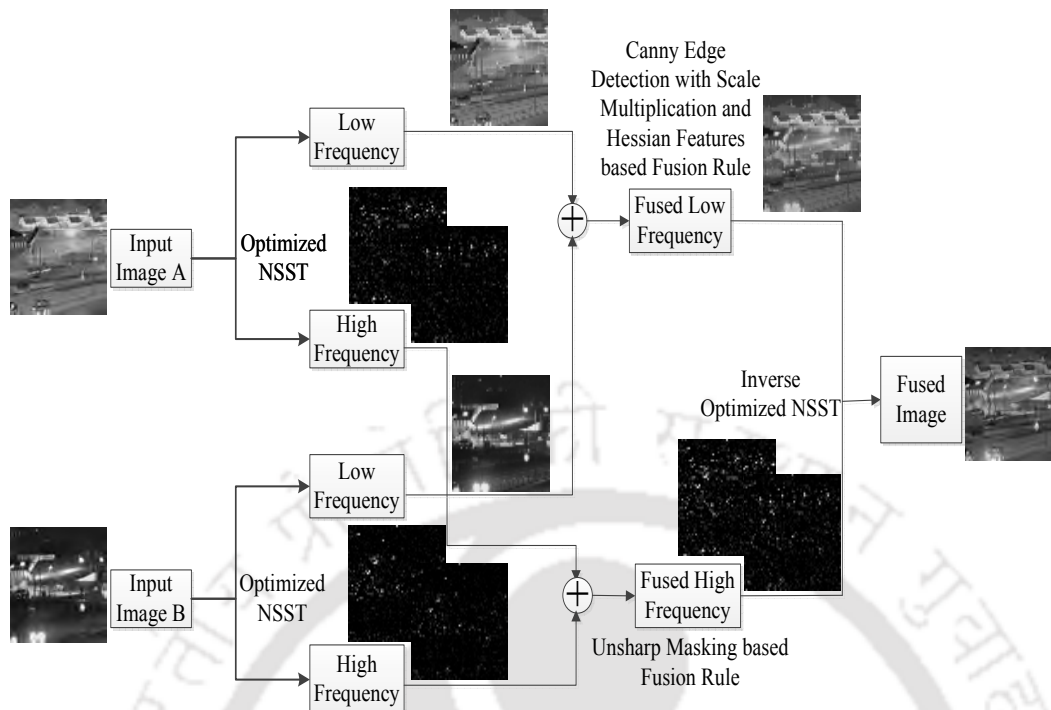 Canny Edge
Detection with Scale
Multiplication and
Hessian Features
based Fusion Rule
Low
Frequency
Input
Image A
Optimized
NSST
High
Frequency
+
Fused Low
Frequency
Inverse
Optimized NSST
Fused
Image
Low
Frequency
Input
Image B
Optimized
NSST
High
Frequency
+
Fused High
Frequency
Unsharp Masking based
Fusion Rule